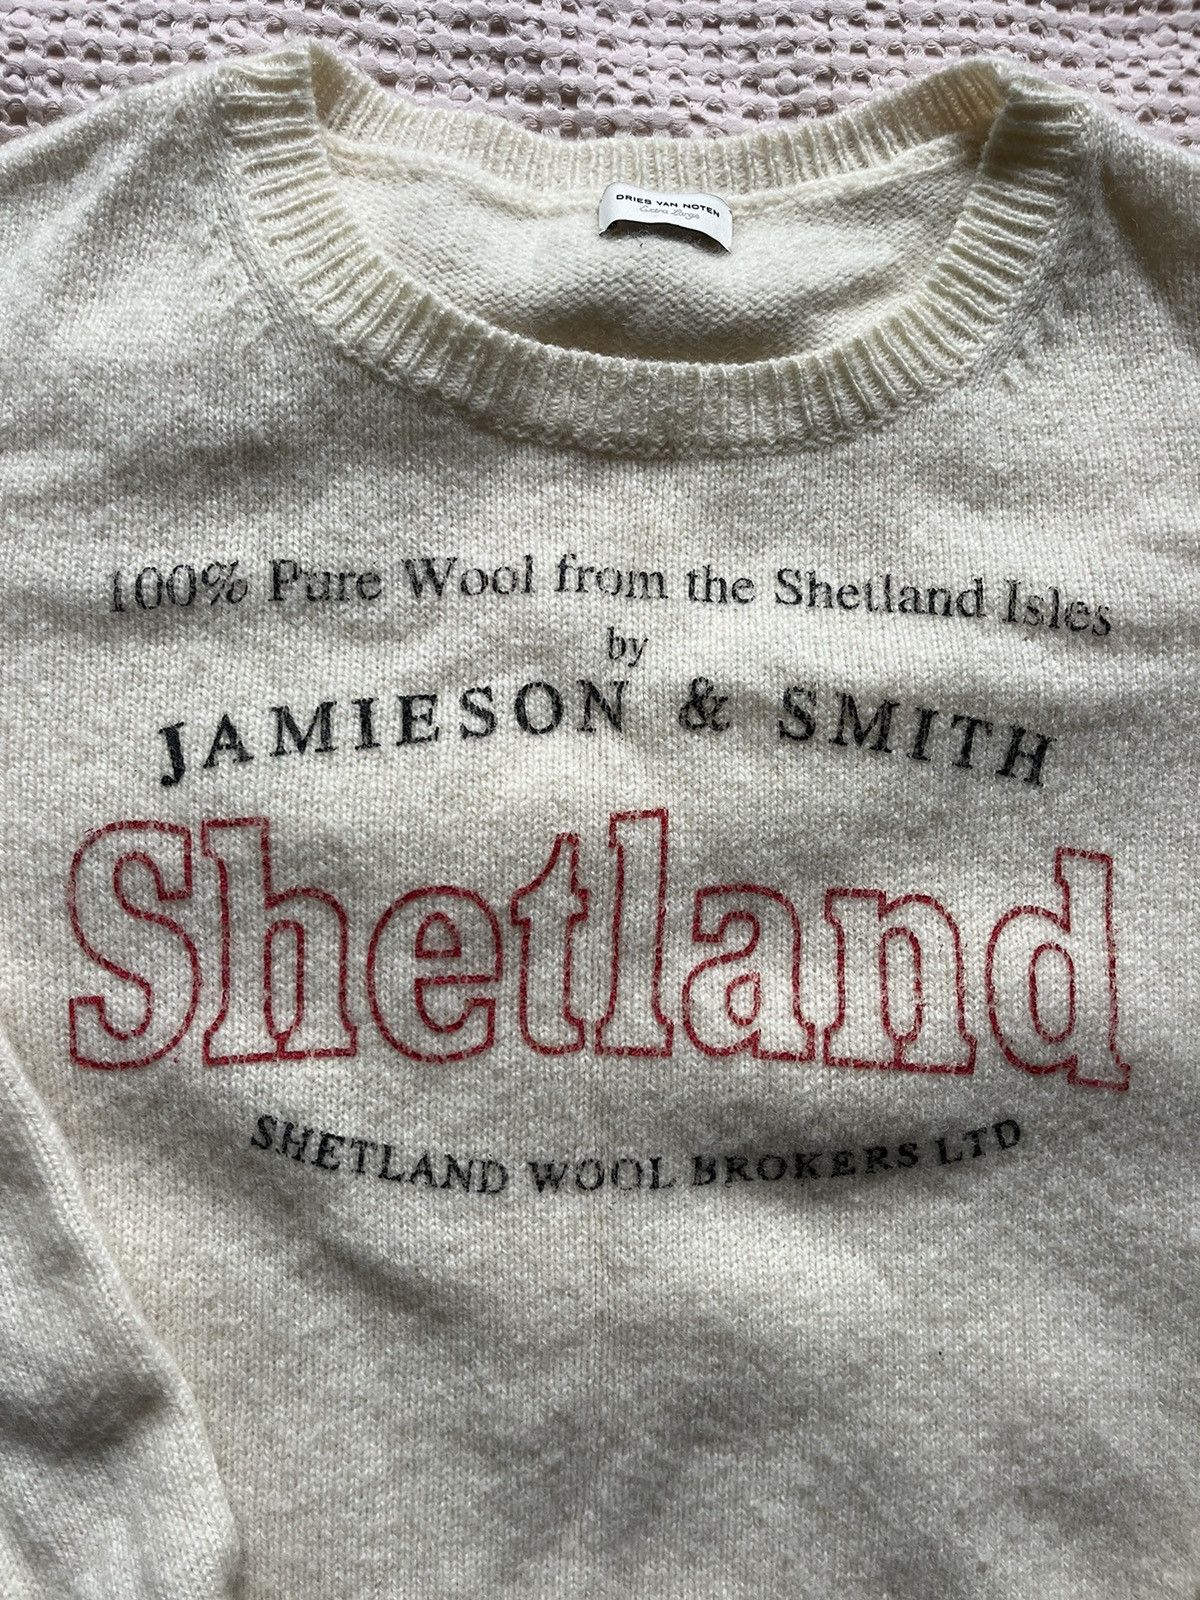 DRIES VAN NOTEN
Extra Large
100% Pure Wool from the Shetland Isles
by
JAMIESON & SMITH
Shetland
SHETLAND WOOL BROKERS LTD